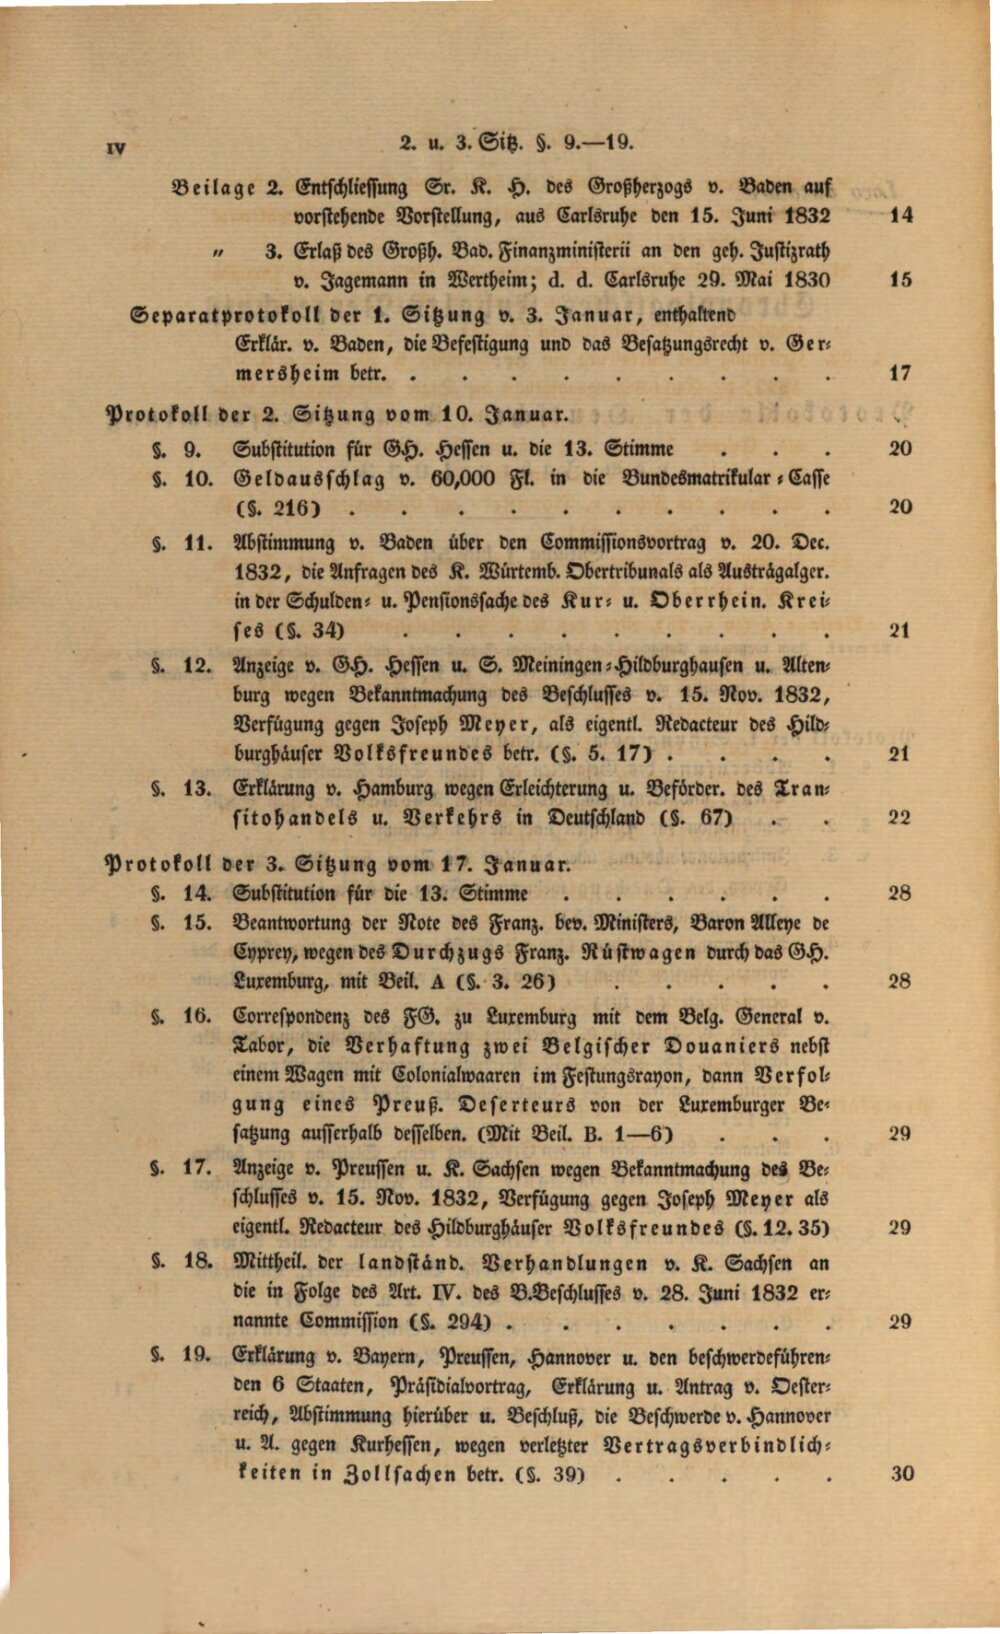 IV 2. u. 3. Sitz. §. 9.—19.
Beilage 2. Entschliessung Sr. K. H. des Großherzogs v. Baden auf
vorstehende Vorstellung, aus Carlsruhe den 15. Juni 1832 14
„ 3. Erlaß des Großh. Bad. Finanzministerii an den geh. Justizrath
v. Jagemann in Wertheim; d. d. Carlsruhe 29. Mai 1830 15
Separatprotokoll der 1. Sitzung v. 3. Januar, enthaltend
Erklär. v. Baden, die Befestigung und das Besatzungsrecht v. Ger-
mersheim betr. . . . . . . . . . 17
Protokoll der 2. Sitzung vom 10. Januar.
§. 9. Substitution für GH. Hessen u. die 13. Stimme . . . 20
§. 10. Geldausschlag v. 60,000 Fl. in die Bundesmatrikular-Casse
(§. 216) . . . . . . . . . . 20
§. 11. Abstimmung v. Baden über den Commissionsvortrag v. 20. Dec.
1832, die Anfragen des K. Würtemb. Obertribunals als Austrägalger.
in der Schulden- u. Pensionssache des Kur- u. Oberrhein. Krei-
ses (§. 34) . . . . . . . . . 21
§. 12. Anzeige v. GH. Hessen u. S. Meiningen-Hildburghausen u. Alten-
burg wegen Bekanntmachung des Beschlusses v. 15. Nov. 1832,
Verfügung gegen Joseph Meyer, als eigentl. Redacteur des Hild-
burghäuser Volksfreundes betr. (§. 5. 17) . . . . 21
§. 13. Erklärung v. Hamburg wegen Erleichterung u. Beförder. des Tran-
sitohandels u. Verkehrs in Deutschland (§. 67) . . 22
Protokoll der 3. Sitzung vom 17. Januar.
§. 14. Substitution für die 13. Stimme . . . . . . 28
§. 15. Beantwortung der Note des Franz. bev. Ministers, Baron Alleye de
Cyprey, wegen des Durchzugs Franz. Rüstwagen durch das GH.
Luxemburg, mit Beil. A (§. 3. 26) . . . . . 28
§. 16. Correspondenz des FG. zu Luxemburg mit dem Belg. General v.
Tabor, die Verhaftung zwei Belgischer Douaniers nebst
einem Wagen mit Colonialwaaren im Festungsrayon, dann Verfol-
gung eines Preuß. Deserteurs von der Luxemburger Be-
satzung ausserhalb desselben. (Mit Beil. B. 1—6) . . . 29
§. 17. Anzeige v. Preussen u. K. Sachsen wegen Bekanntmachung des Be-
schlusses v. 15. Nov. 1832, Verfügung gegen Joseph Meyer als
eigentl. Redacteur des Hildburghäuser Volksfreundes (§. 12. 35) 29
§. 18. Mittheil. der landständ. Verhandlungen v. K. Sachsen an
die in Folge des Art. IV. des B.Beschlusses v. 28. Juni 1832 er-
nannte Commission (§. 294) . . . . . . . 29
§. 19. Erklärung v. Bayern, Preussen, Hannover u. den beschwerdeführen-
den 6 Staaten, Präsidialvortrag, Erklärung u. Antrag v. Oester-
reich, Abstimmung hierüber u. Beschluß, die Beschwerde v. Hannover
u. A. gegen Kurhessen, wegen verletzter Vertragsverbindlich-
keiten in Zollsachen betr. (§. 39) . . . . . 30